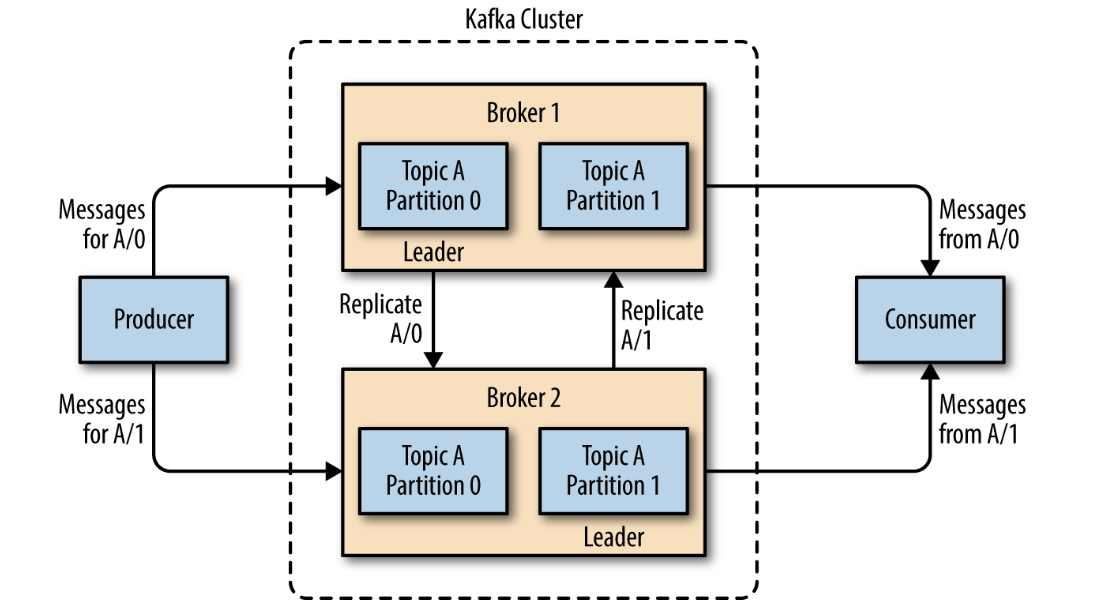 Kafka Cluster
Broker 1
Topic A
Partition 0
Topic A
Partition 1
Leader
Messages
for A/0
Messages
from A/0
Producer
Replicate
A/0
Replicate
A/1
Consumer
Messages
for A/1
Messages
from A/1
Broker 2
Topic A
Partition 0
Topic A
Partition 1
Leader